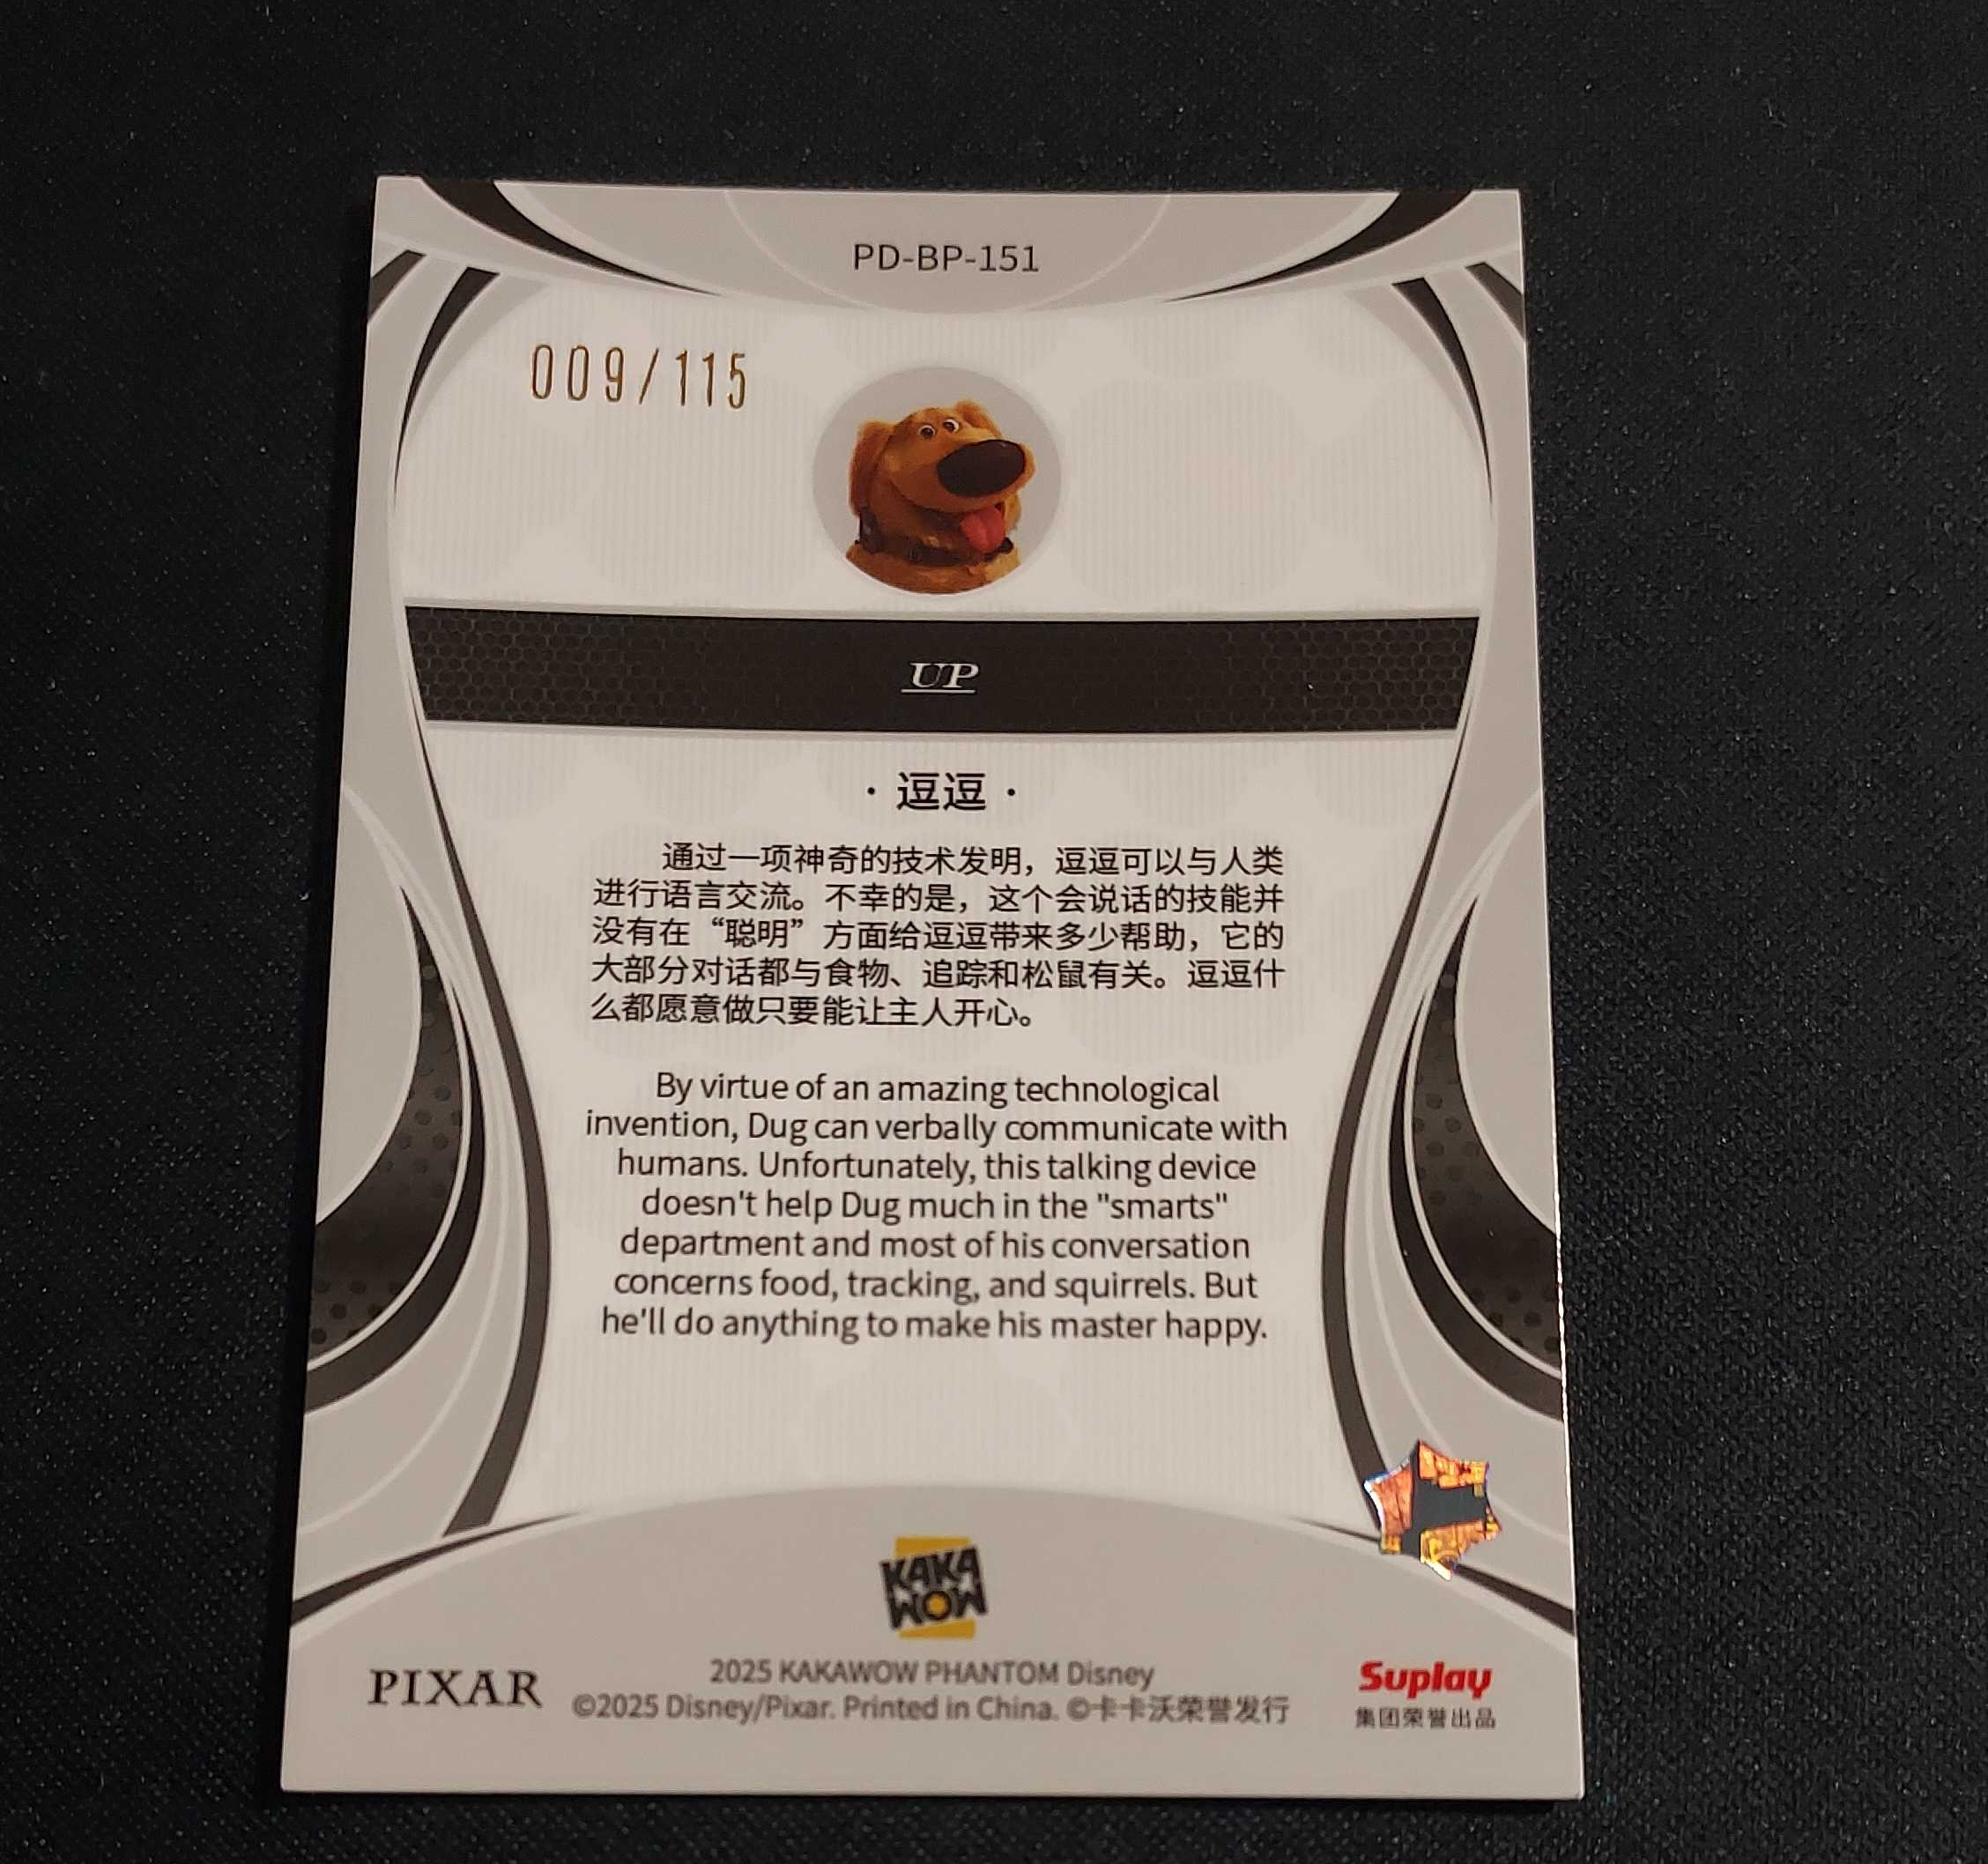 PD-BP-151
009/115
UP
· 逗逗 ·
通过一项神奇的技术发明，逗逗可以与人类
进行语言交流。不幸的是，这个会说话的技能并
没有在“聪明”方面给逗逗带来多少帮助，它的
大部分对话都与食物、追踪和松鼠有关。逗逗什
么都愿意做只要能让主人开心。
By virtue of an amazing technological
invention, Dug can verbally communicate with
humans. Unfortunately, this talking device
doesn't help Dug much in the "smarts"
department and most of his conversation
concerns food, tracking, and squirrels. But
he'll do anything to make his master happy.
KAKA
WOW
PIXAR
2025 KAKAWOW PHANTOM Disney
©2025 Disney/Pixar. Printed in China. ©卡卡沃荣誉发行
Suplay
集团荣誉出品